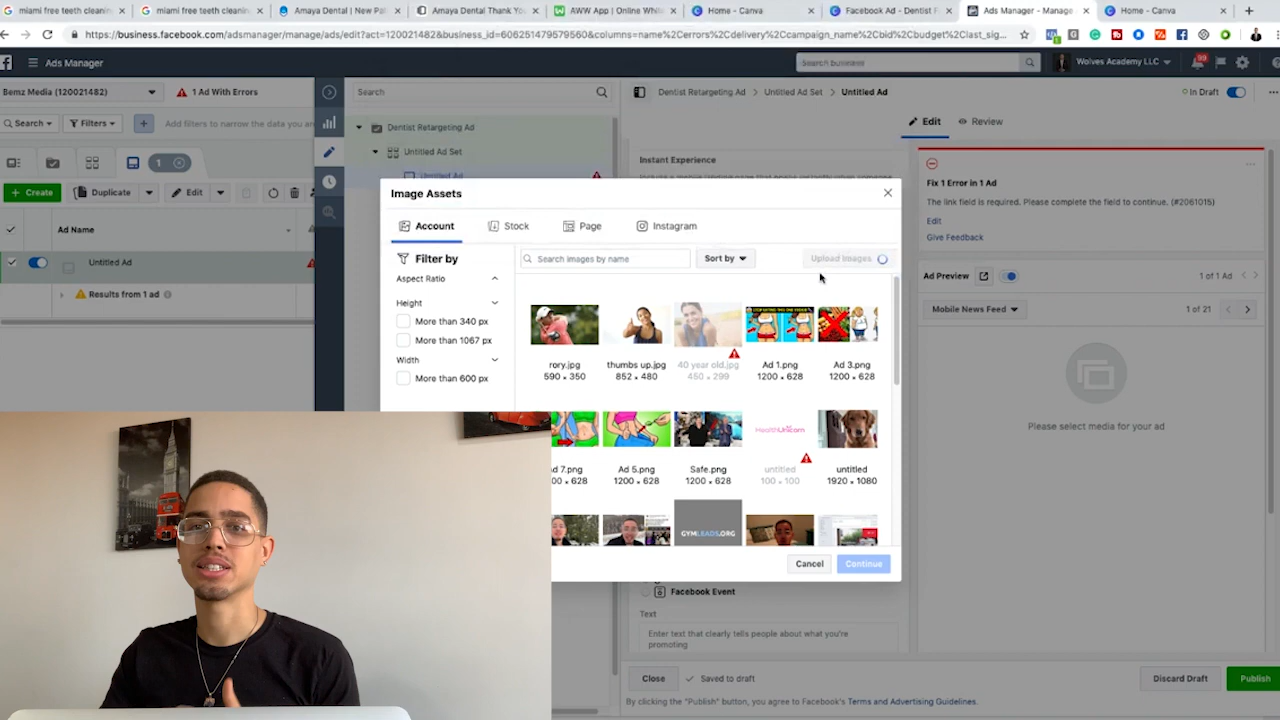 miami free teeth cleanin
miami free teeth cleanin
Amaya Dental | New Pat
Amaya Dental Thank You
AWW App | Online White
Home - Canva
Facebook Ad - Dentist R
Ads Manager - Manage
Home - Canva
https://business.facebook.com/adsmanager/manage/ads/edit?act=120021482&business_id=606251479579560&columns=name%2Cerrors%2Cdelivery%2Ccampaign_name%2Cbid%2Cbudget%2Clast_sig...
Ads Manager
Search business
Wolves Academy LLC
99
Bemz Media (120021482)
1 Ad With Errors
Search
Dentist Retargeting Ad > Untitled Ad Set > Untitled Ad
In Draft
Search
Filters
Add filters to narrow the data you are
Dentist Retargeting Ad
Untitled Ad Set
Untitled Ad
Edit
Review
1
Create
Duplicate
Edit
Instant Experience
Fix 1 Error in 1 Ad
The link field is required. Please complete the field to continue. (#2061015)
Edit
Give Feedback
Ad Name
Untitled Ad
Results from 1 ad
Image Assets
Account
Stock
Page
Instagram
Filter by
Search images by name
Sort by
Upload Images
Aspect Ratio
Height
More than 340 px
More than 1067 px
Width
More than 600 px
Ad Preview
1 of 1 Ad
Mobile News Feed
1 of 21
rory.jpg
590 × 350
thumbs up.jpg
852 × 480
40 year old.jpg
450 × 299
Ad 1.png
1200 × 628
Ad 3.png
1200 × 628
Please select media for your ad
HealthUnicorn
d 7.png
00 × 628
Ad 5.png
1200 × 628
Safe.png
1200 × 628
untitled
100 × 100
untitled
1920 × 1080
GYMLEADS.ORG
Cancel
Continue
Facebook Event
Text
Enter text that clearly tells people about what you're
promoting
Close
Saved to draft
Discard Draft
Publish
By clicking the "Publish" button, you agree to Facebook's Terms and Advertising Guidelines.